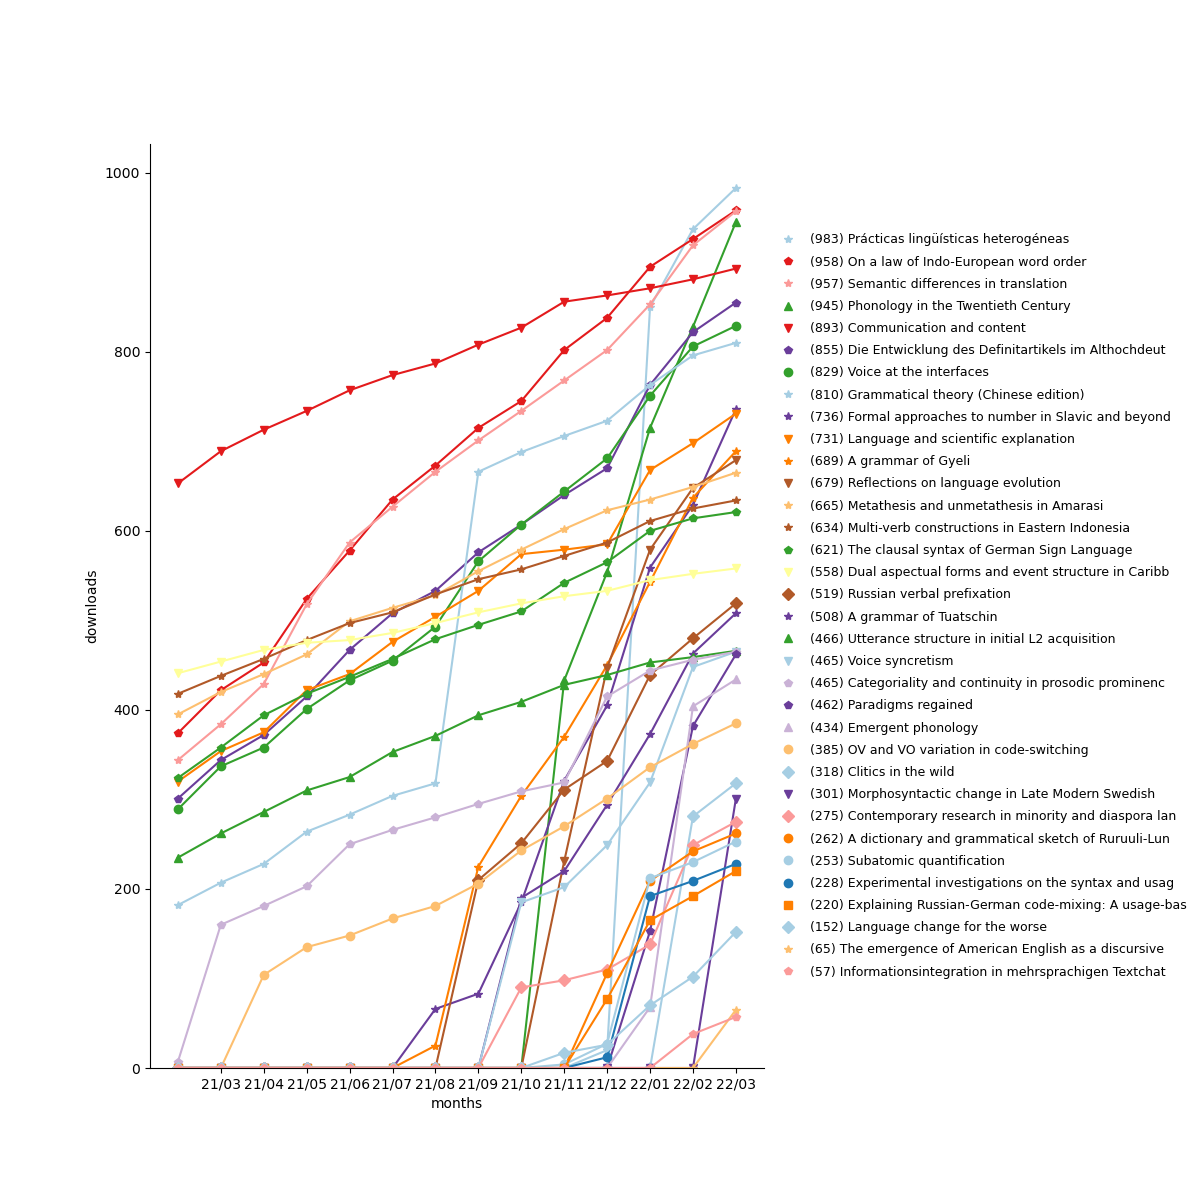 1000
800
600
400
200
0
downloads
21/03 21/04 21/05 21/06 21/07 21/08 21/09 21/10 21/11 21/12 22/01 22/02 22/03
months
(983) Prácticas lingüísticas heterogéneas
(958) On a law of Indo-European word order
(957) Semantic differences in translation
(945) Phonology in the Twentieth Century
(893) Communication and content
(855) Die Entwicklung des Definitartikels im Althochdeut
(829) Voice at the interfaces
(810) Grammatical theory (Chinese edition)
(736) Formal approaches to number in Slavic and beyond
(731) Language and scientific explanation
(689) A grammar of Gyeli
(679) Reflections on language evolution
(665) Metathesis and unmetathesis in Amarasi
(634) Multi-verb constructions in Eastern Indonesia
(621) The clausal syntax of German Sign Language
(558) Dual aspectual forms and event structure in Caribb
(519) Russian verbal prefixation
(508) A grammar of Tuatschin
(466) Utterance structure in initial L2 acquisition
(465) Voice syncretism
(465) Categoriality and continuity in prosodic prominenc
(462) Paradigms regained
(434) Emergent phonology
(385) OV and VO variation in code-switching
(318) Clitics in the wild
(301) Morphosyntactic change in Late Modern Swedish
(275) Contemporary research in minority and diaspora lan
(262) A dictionary and grammatical sketch of Ruruuli-Lun
(253) Subatomic quantification
(228) Experimental investigations on the syntax and usag
(220) Explaining Russian-German code-mixing: A usage-bas
(152) Language change for the worse
(65) The emergence of American English as a discursive
(57) Informationsintegration in mehrsprachigen Textchat